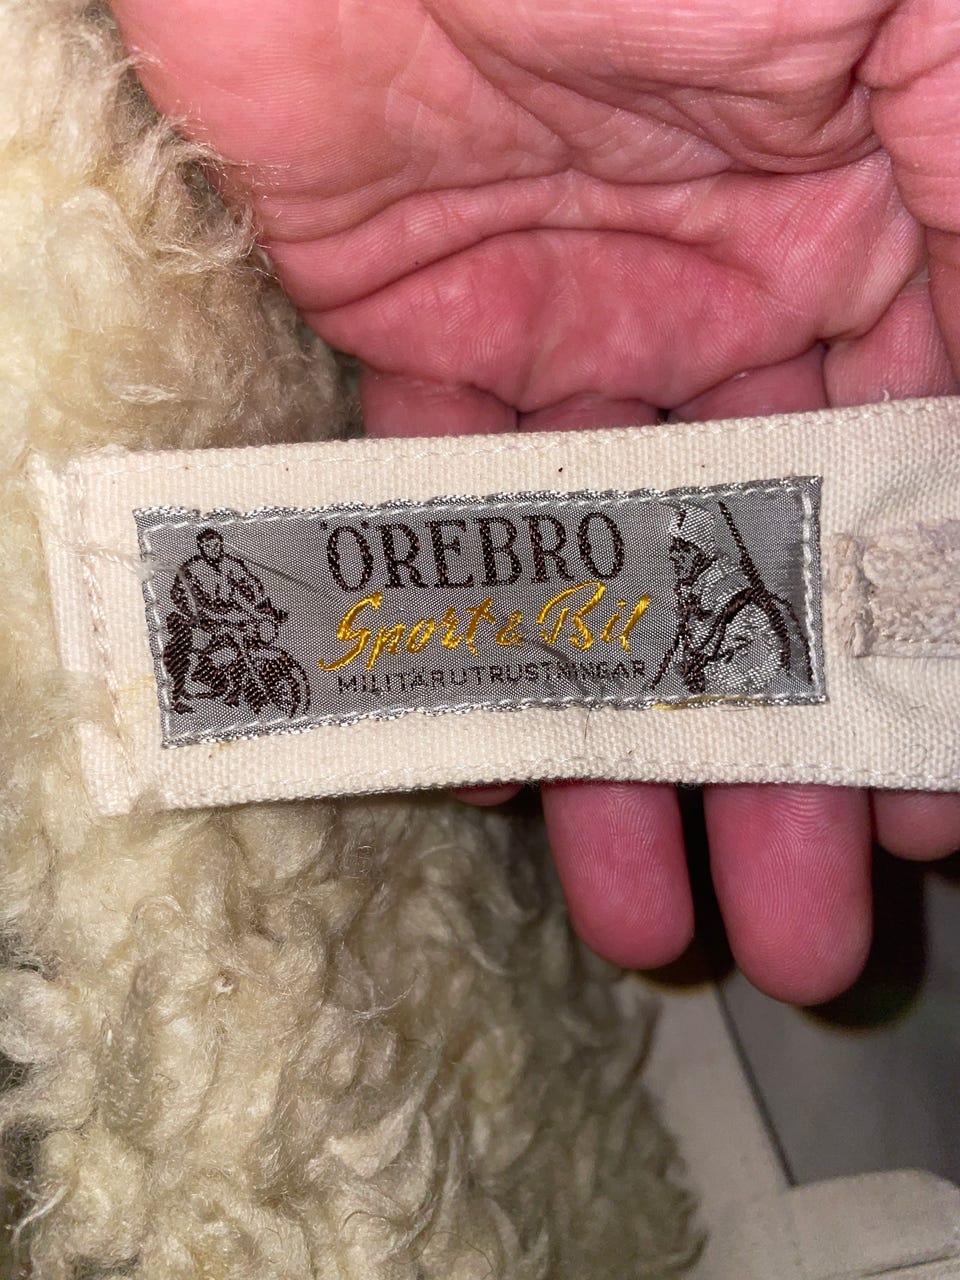 ÖREBRO
Sport & Bil
MILITÄRUTRUSTNINGAR